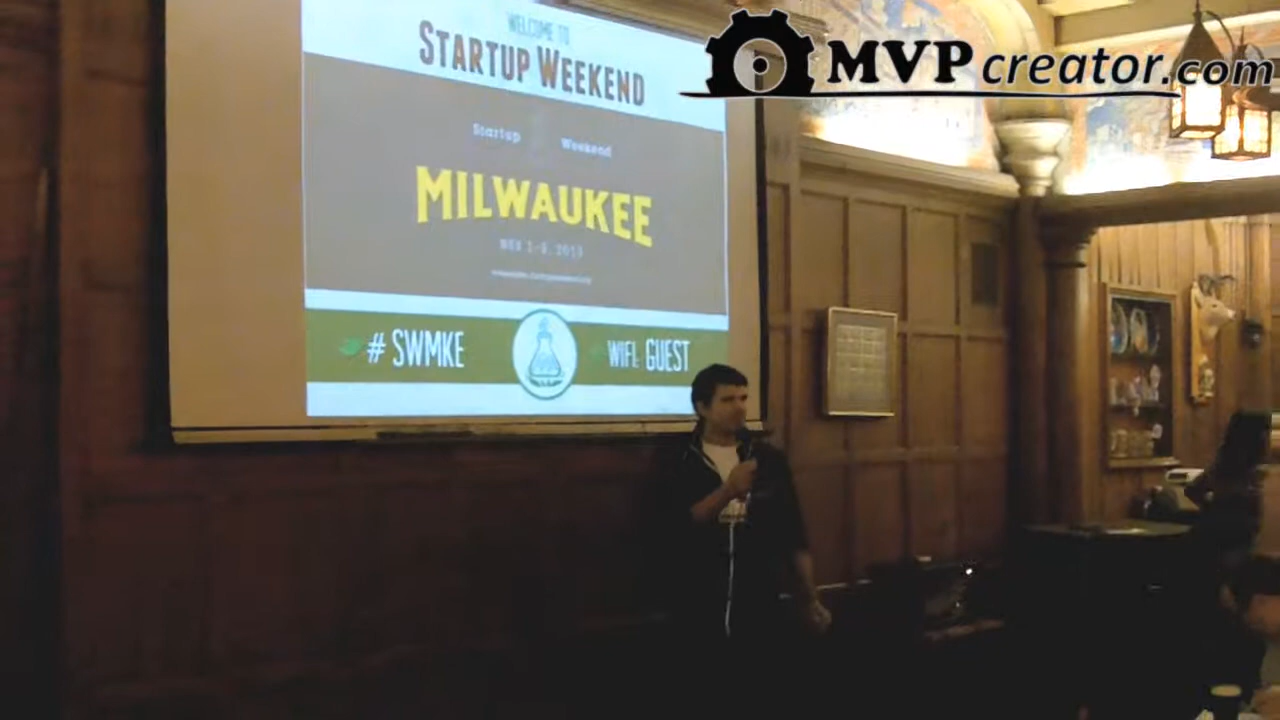 WELCOME TO
STARTUP WEEKEND
Startup Weekend
MILWAUKEE
# SWMKE
WIFI: GUEST
MVPcreator.com